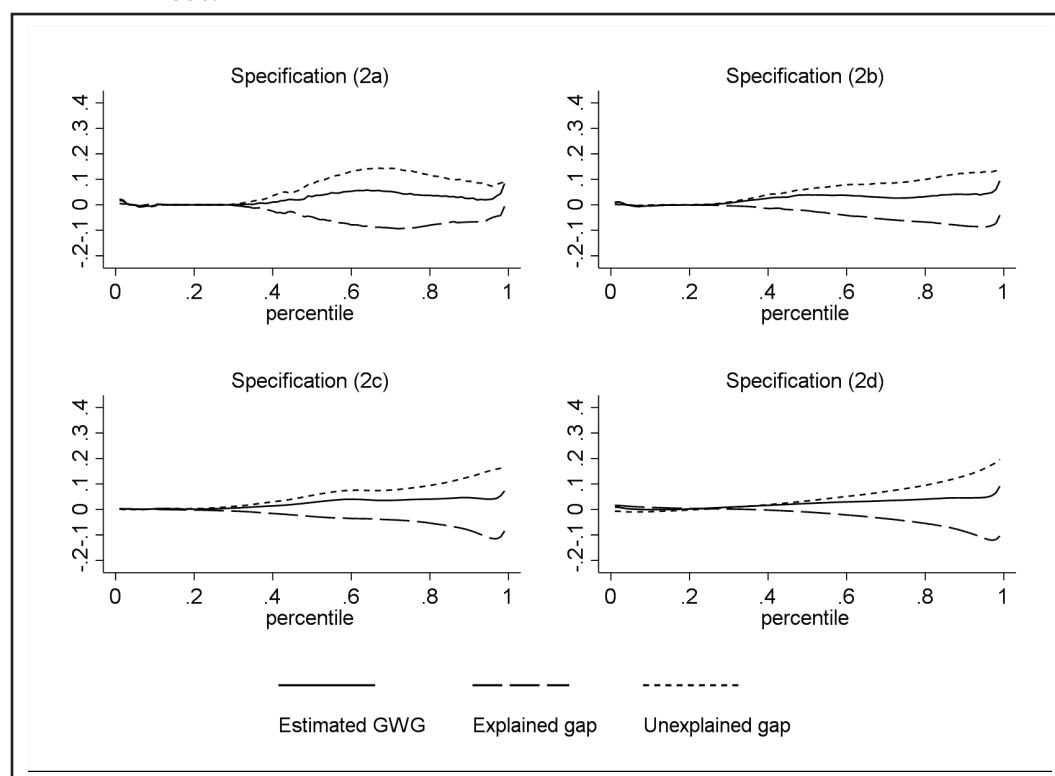 Specification (2a)
-.2 -.1 0 .1 .2 .3 .4
0 .2 .4 .6 .8 1
percentile
Specification (2b)
-.2 -.1 0 .1 .2 .3 .4
0 .2 .4 .6 .8 1
percentile
Specification (2c)
-.2 -.1 0 .1 .2 .3 .4
0 .2 .4 .6 .8 1
percentile
Specification (2d)
-.2 -.1 0 .1 .2 .3 .4
0 .2 .4 .6 .8 1
percentile
Estimated GWG Explained gap Unexplained gap